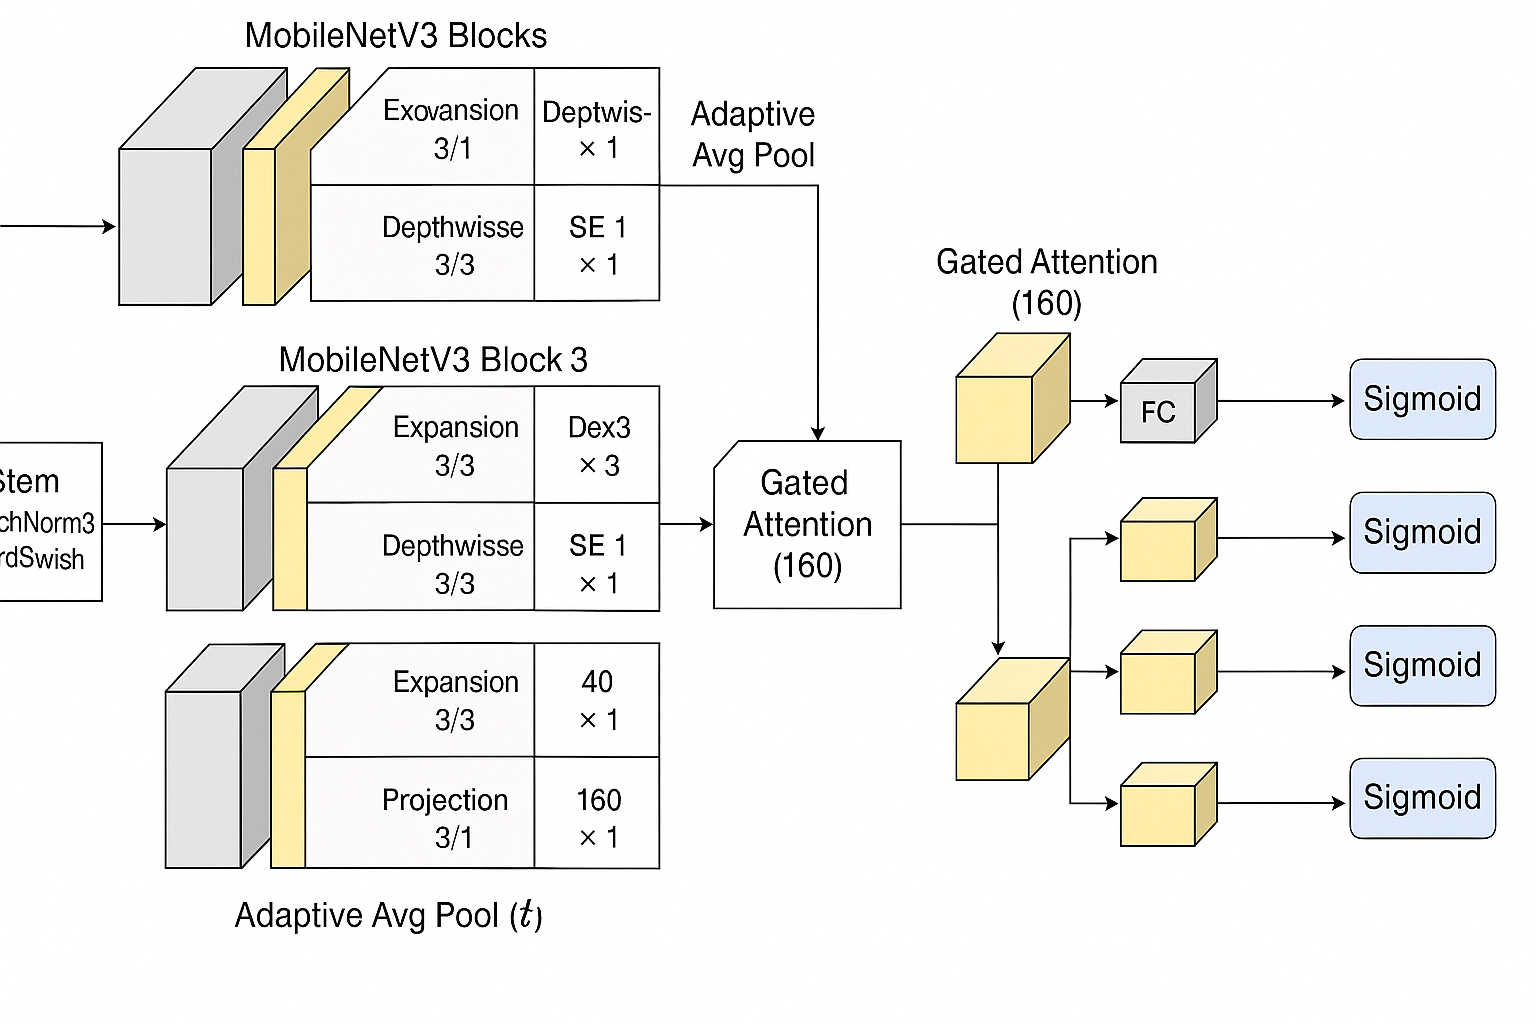 MobileNetV3 Blocks
Exovansion
3/1
Deptwis-
× 1
Depthwisse
3/3
SE 1
× 1
Adaptive
Avg Pool
MobileNetV3 Block 3
Expansion
3/3
Dex3
× 3
Depthwisse
3/3
SE 1
× 1
Stem
chNorm3
rdSwish
Expansion
3/3
40
× 1
Projection
3/1
160
× 1
Adaptive Avg Pool (t)
Gated
Attention
(160)
Gated Attention
(160)
FC
Sigmoid
Sigmoid
Sigmoid
Sigmoid